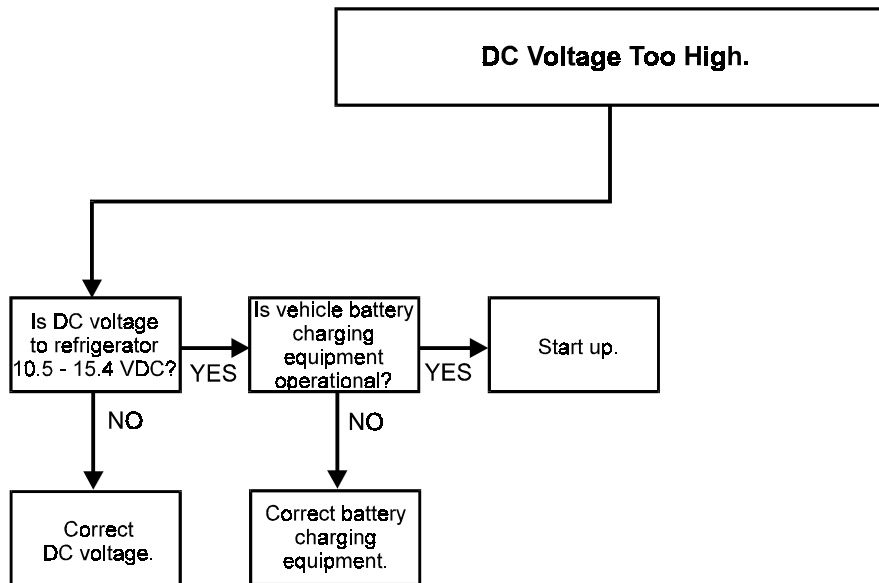 DC Voltage Too High.
Is DC voltage
to refrigerator
10.5 - 15.4 VDC?
YES
Is vehicle battery
charging
equipment
operational?
YES
Start up.
NO
NO
Correct
DC voltage.
Correct battery
charging
equipment.